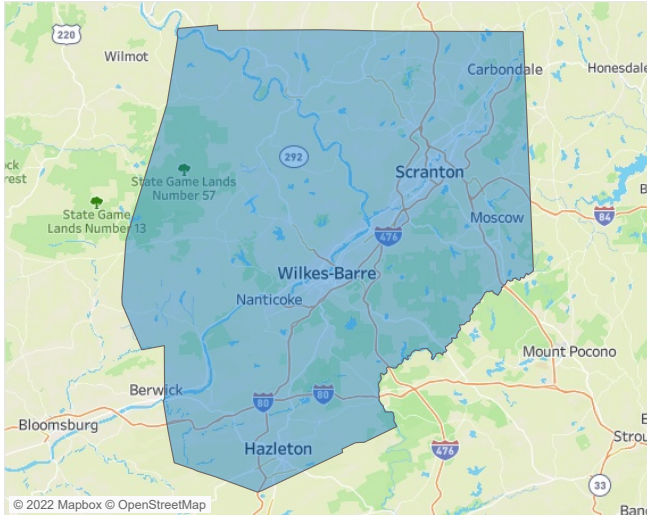 220
Wilmot
Carbondale
Honesdale
292
ock
rest
State Game Lands
Number 57
Scranton
State Game
Lands Number 13
Moscow
84
476
Wilkes-Barre
Nanticoke
Mount Pocono
Berwick
80
80
Bloomsburg
E
Strou
Hazleton
476
33
Bang
© 2022 Mapbox © OpenStreetMap